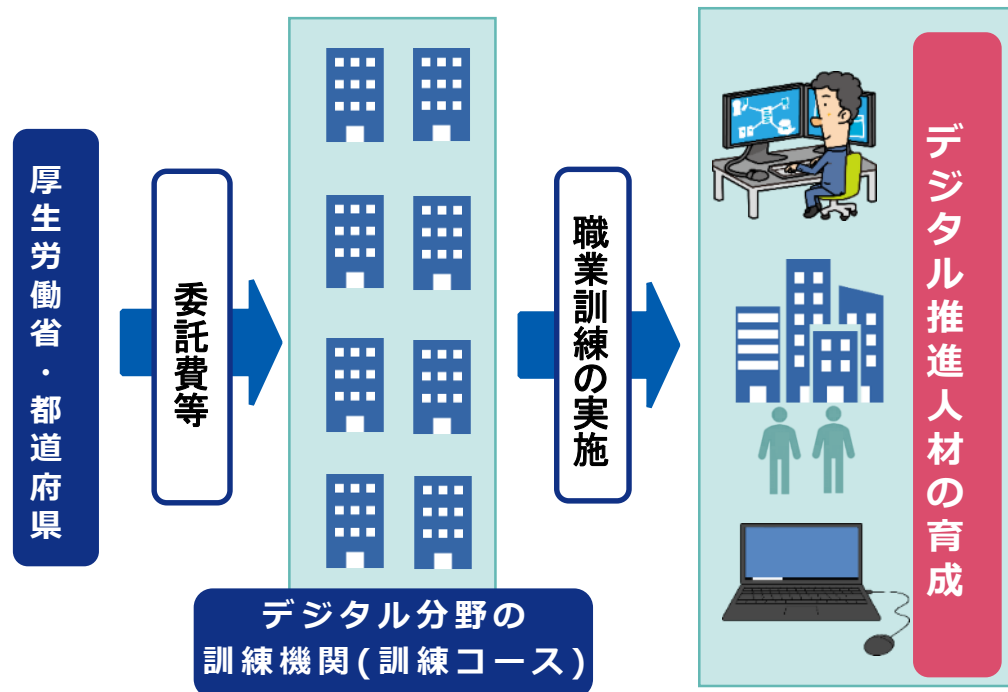 厚生労働省・都道府県
委託費等
デジタル分野の
訓練機関(訓練コース)
職業訓練の実施
デジタル推進人材の育成